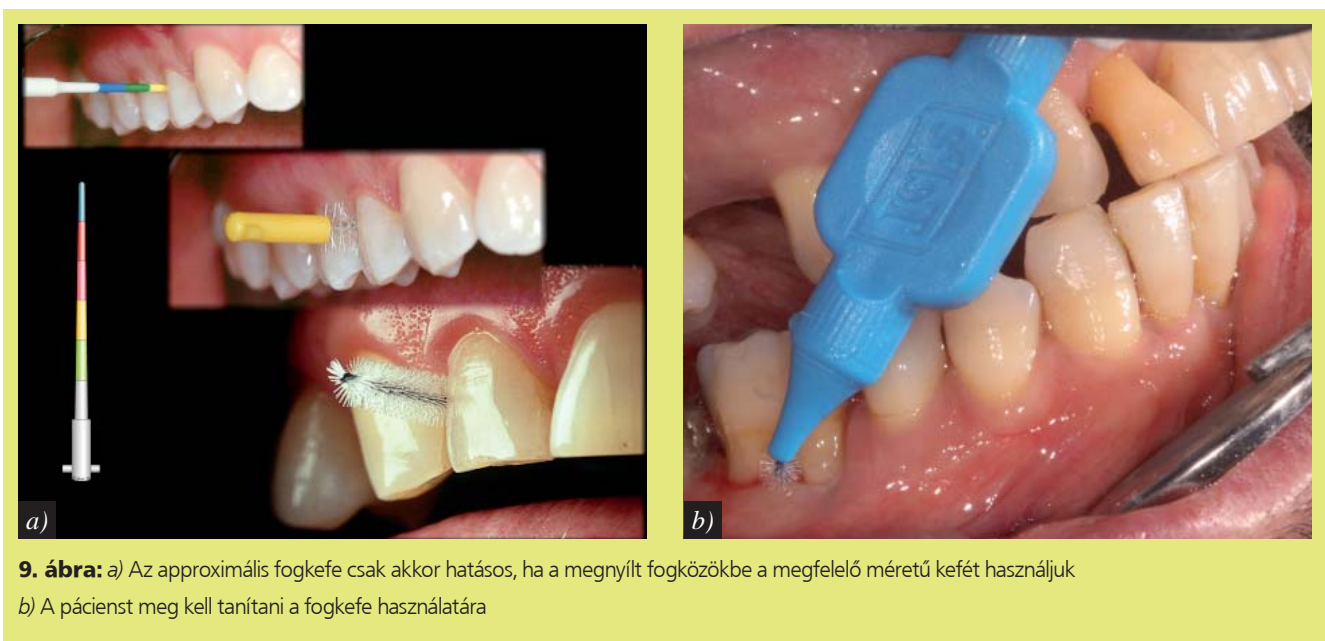 a)
b)
9. ábra: a) Az approximális fogkefe csak akkor hatásos, ha a megnyílt fogközökbe a megfelelő méretű kefét használjuk
b) A pácienst meg kell tanítani a fogkefe használatára